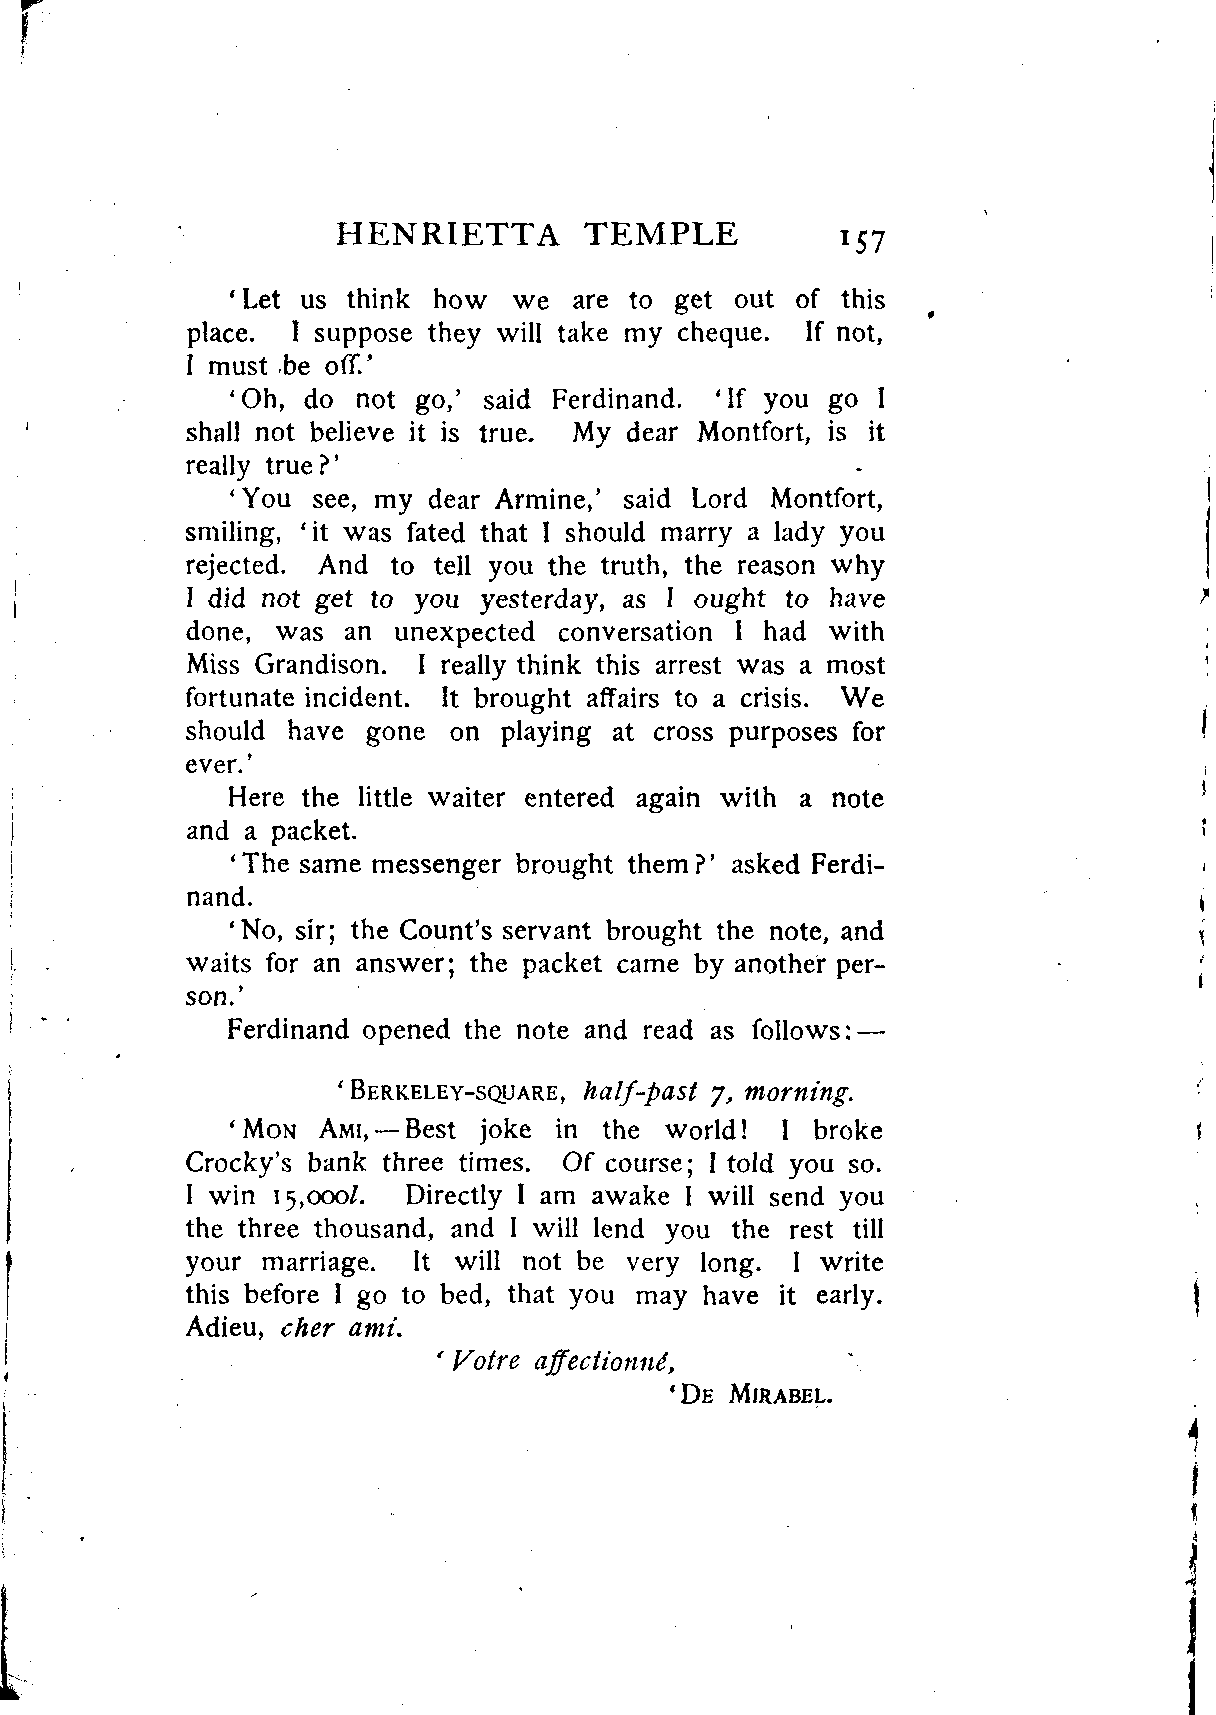 HENRIETTA TEMPLE 157
‘Let us think how we are to get out of this
place. I suppose they will take my cheque. If not,
I must be off.’
‘Oh, do not go,’ said Ferdinand. ‘If you go I
shall not believe it is true. My dear Montfort, is it
really true?’
‘You see, my dear Armine,’ said Lord Montfort,
smiling, ‘it was fated that I should marry a lady you
rejected. And to tell you the truth, the reason why
I did not get to you yesterday, as I ought to have
done, was an unexpected conversation I had with
Miss Grandison. I really think this arrest was a most
fortunate incident. It brought affairs to a crisis. We
should have gone on playing at cross purposes for
ever.’
Here the little waiter entered again with a note
and a packet.
‘The same messenger brought them?’ asked Ferdi-
nand.
‘No, sir; the Count’s servant brought the note, and
waits for an answer; the packet came by another per-
son.’
Ferdinand opened the note and read as follows:—
‘BERKELEY-SQUARE, half-past 7, morning.
‘MON AMI,—Best joke in the world! I broke
Crocky’s bank three times. Of course; I told you so.
I win 15,000l. Directly I am awake I will send you
the three thousand, and I will lend you the rest till
your marriage. It will not be very long. I write
this before I go to bed, that you may have it early.
Adieu, cher ami.
‘Votre affectionné,
‘DE MIRABEL.